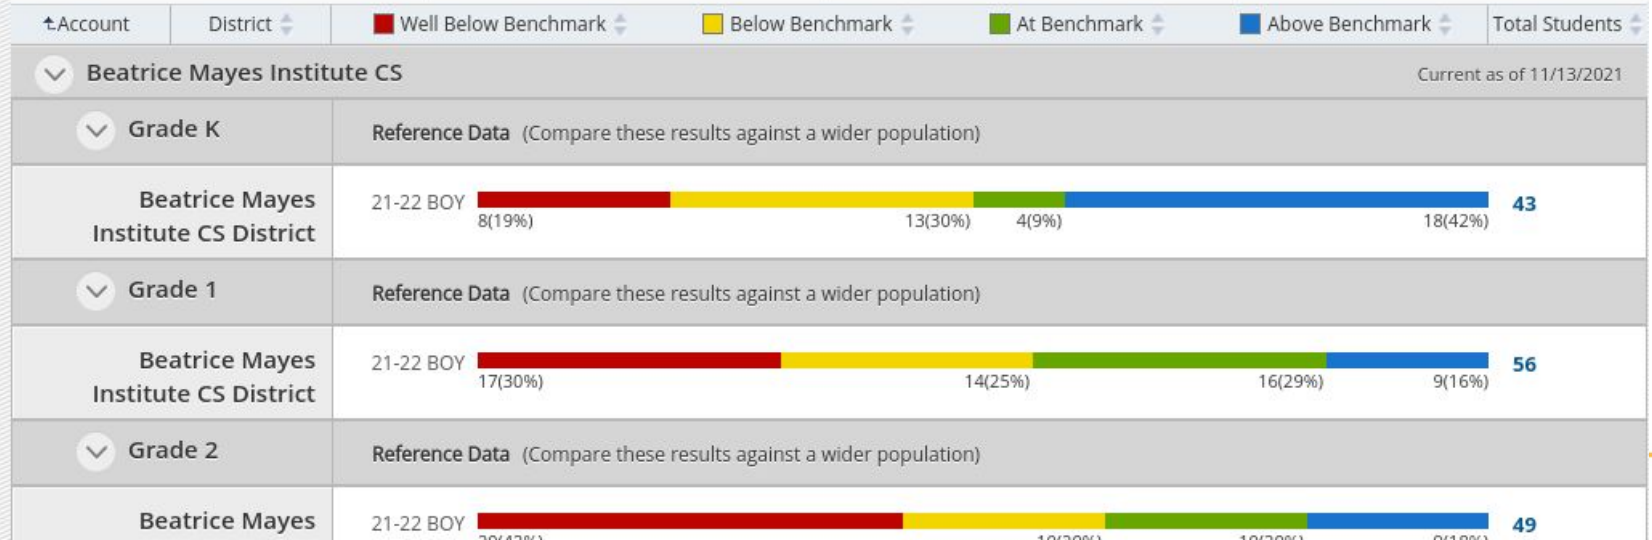 Account District Well Below Benchmark Below Benchmark At Benchmark Above Benchmark Total Students
Beatrice Mayes Institute CS Current as of 11/13/2021
Grade K Reference Data (Compare these results against a wider population)
Beatrice Mayes
Institute CS District
21-22 BOY 43
8(19%) 13(30%) 4(9%) 18(42%)
Grade 1 Reference Data (Compare these results against a wider population)
Beatrice Mayes
Institute CS District
21-22 BOY 56
17(30%) 14(25%) 16(29%) 9(16%)
Grade 2 Reference Data (Compare these results against a wider population)
Beatrice Mayes 21-22 BOY 49